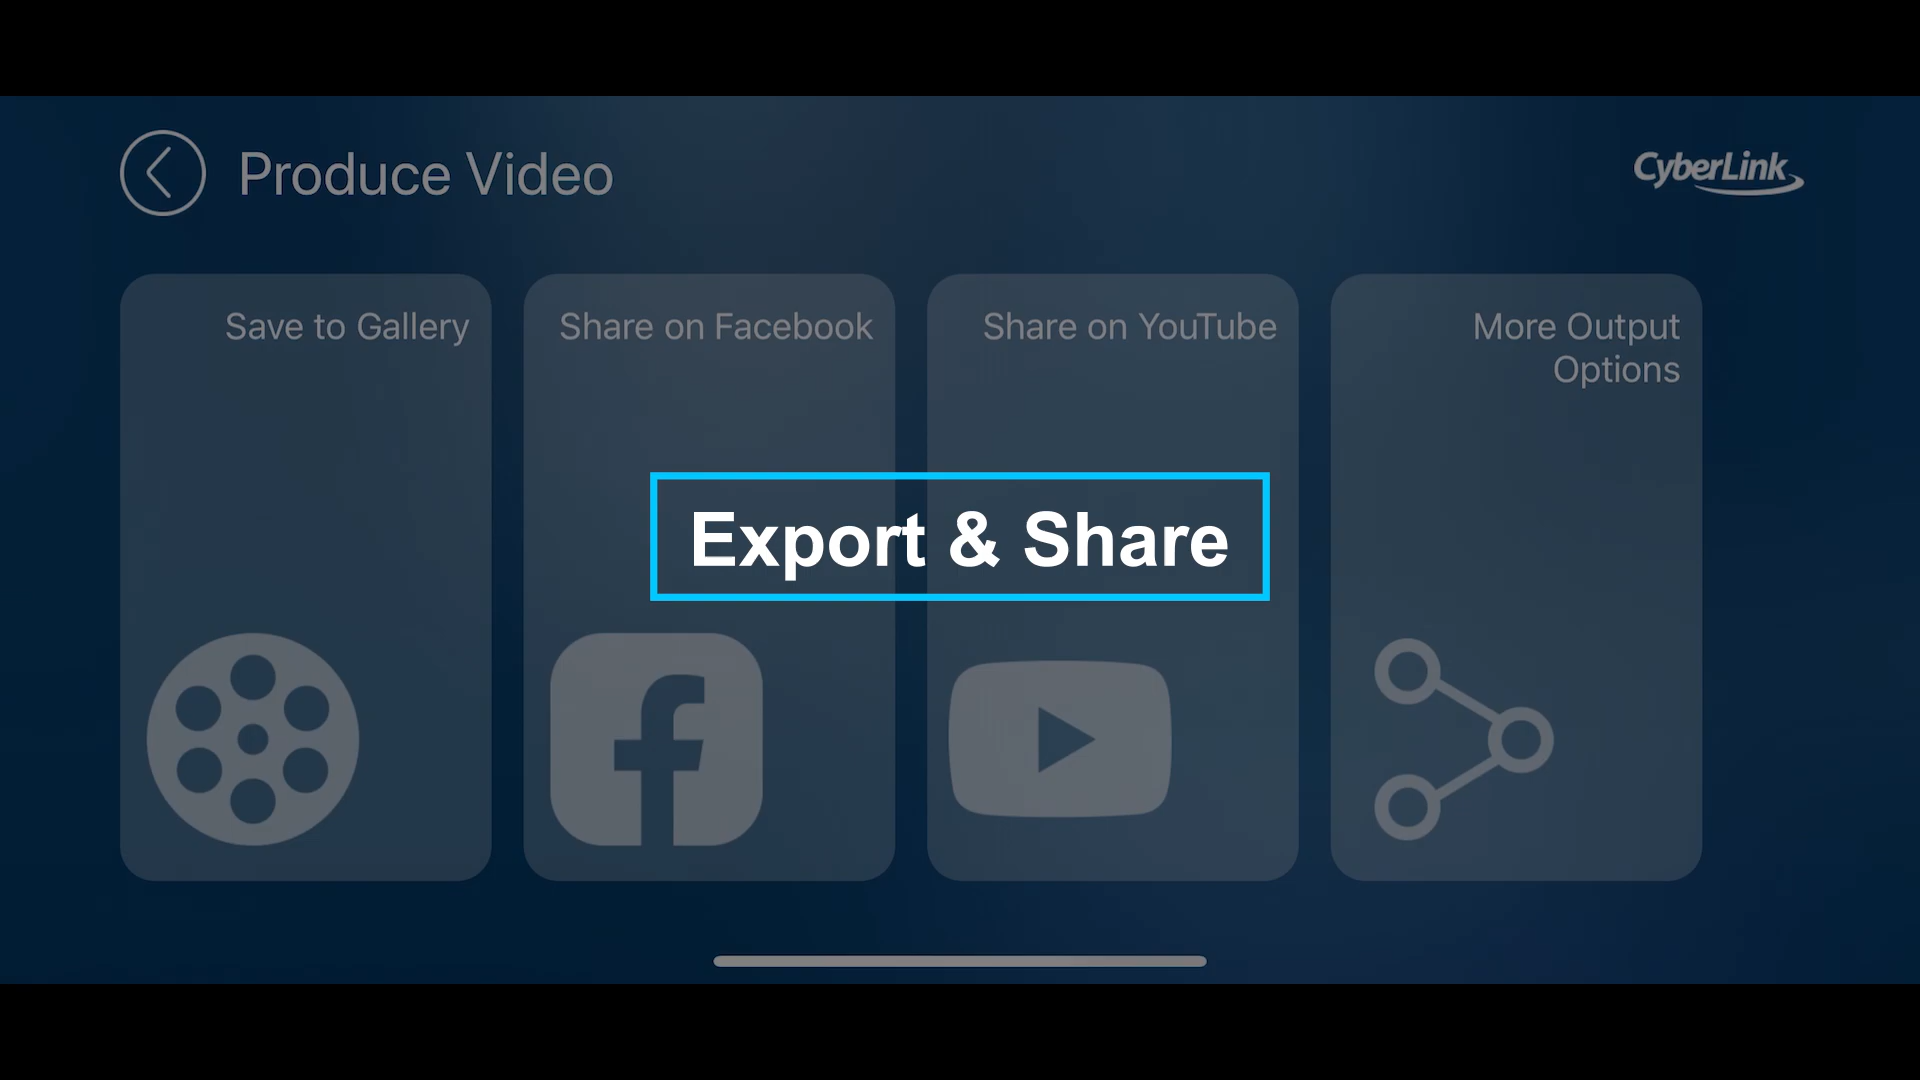 Produce Video
CyberLink
Save to Gallery
Share on Facebook
Share on YouTube
More Output
Options
Export & Share